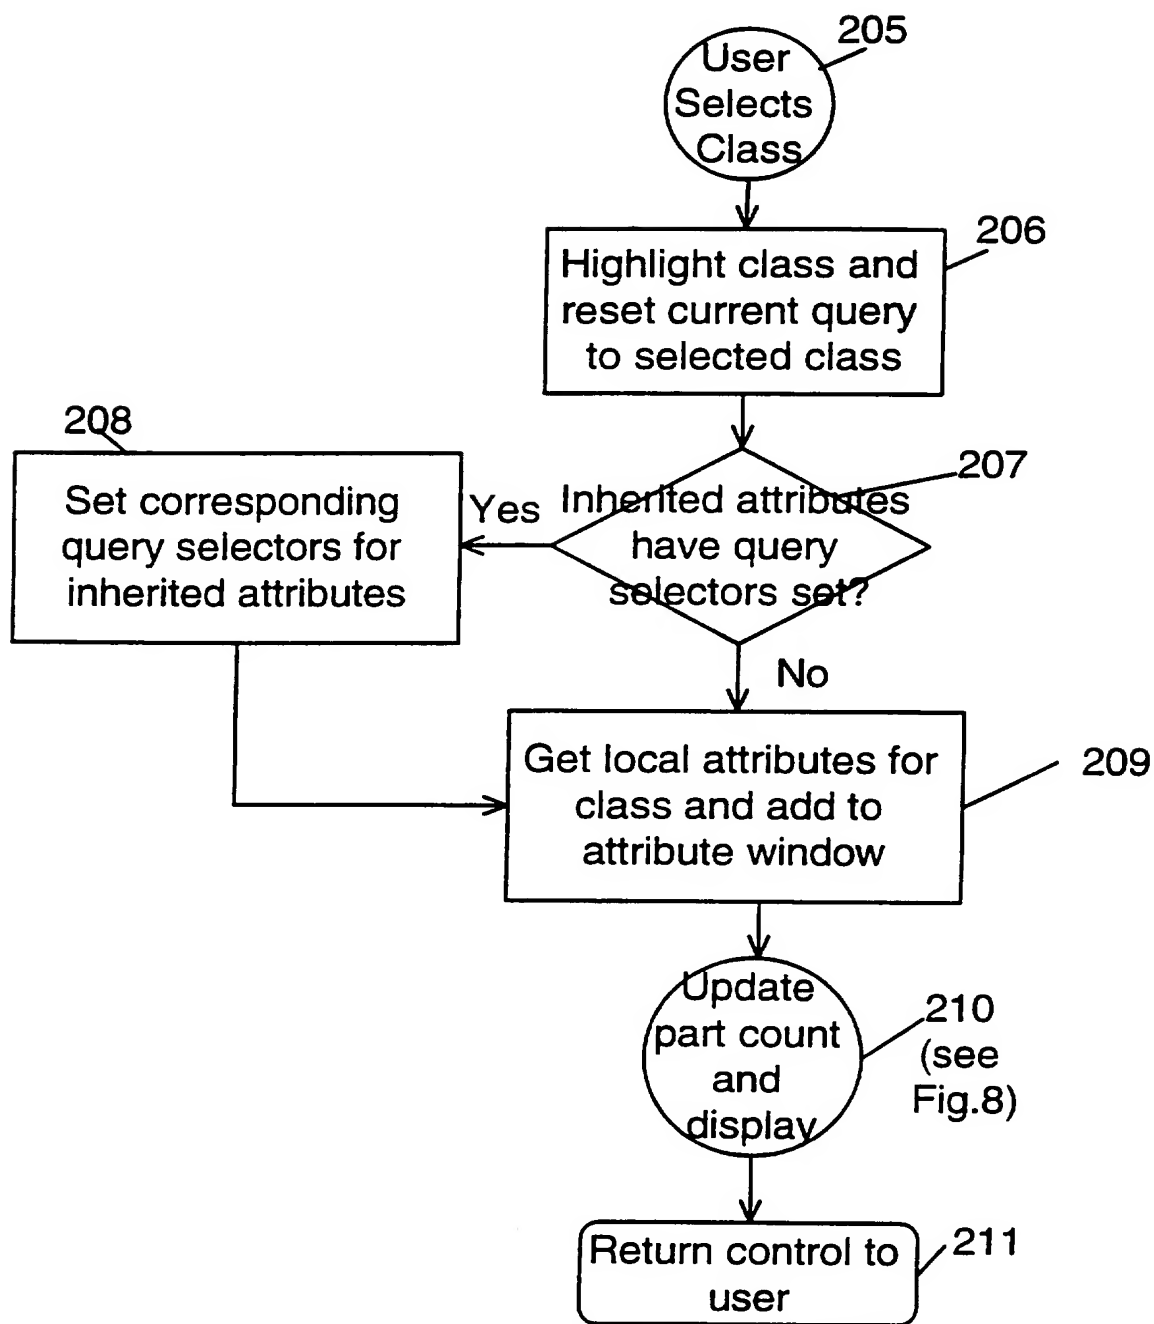 205
User
Selects
Class
206
Highlight class and
reset current query
to selected class
207
Inherited attributes
have query
selectors set?
Yes
208
Set corresponding
query selectors for
inherited attributes
No
209
Get local attributes for
class and add to
attribute window
Update
part count
and
display
210
(see
Fig.8)
Return control to
user
211